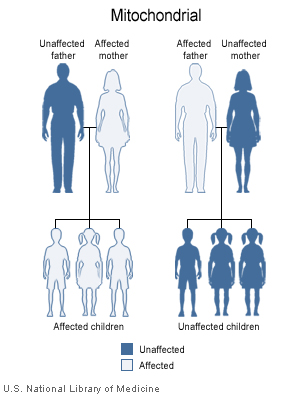 Mitochondrial
Unaffected
father
Affected
mother
Affected
father
Unaffected
mother
Affected children
Unaffected children
Unaffected
Affected
U.S. National Library of Medicine